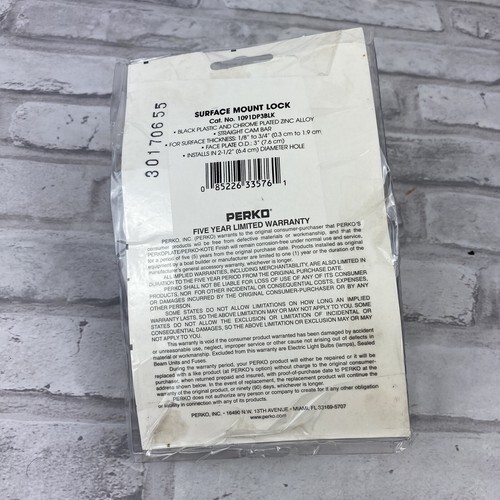 30170655
SURFACE MOUNT LOCK
Cat. No. 1091DP3BLK
• BLACK PLASTIC AND CHROME PLATED ZINC ALLOY
• STRAIGHT CAM BAR
• FOR SURFACE THICKNESS: 1/8" to 3/4" (0.3 cm to 1.9 cm
• FACE PLATE O.D.: 3" (7.6 cm)
• INSTALLS IN 2-1/2" (6.4 cm) DIAMETER HOLE
0 85226 33576 1
PERKO
FIVE YEAR LIMITED WARRANTY
PERKO, INC. (PERKO) warrants to the original consumer-purchaser that PERKO'S
consumer products will be free from defective materials or workmanship, and that the
PERKOLITE/PERKO-KOTE Finish will remain corrosion-free under normal use and service,
for a period of five (5) years from the original purchase date. Products installed as original
equipment by a boat builder or manufacturer are limited to one (1) year or the duration of the
manufacturer's general accessory warranty, whichever is longer.
ALL IMPLIED WARRANTIES, INCLUDING MERCHANTABILITY, ARE ALSO LIMITED IN
DURATION TO THE FIVE YEAR PERIOD FROM THE ORIGINAL PURCHASE DATE.
PERKO SHALL NOT BE LIABLE FOR LOSS OF USE OF ANY OF ITS CONSUMER
PRODUCTS, NOR FOR OTHER INCIDENTAL OR CONSEQUENTIAL COSTS, EXPENSES,
OR DAMAGES INCURRED BY THE ORIGINAL CONSUMER-PURCHASER OR BY ANY
OTHER USER.
SOME STATES DO NOT ALLOW LIMITATIONS ON HOW LONG AN IMPLIED
WARRANTY LASTS, SO THE ABOVE LIMITATION MAY OR MAY NOT APPLY TO YOU. SOME
STATES DO NOT ALLOW THE EXCLUSION OR LIMITATION OF INCIDENTAL OR
CONSEQUENTIAL DAMAGES, SO THE ABOVE LIMITATION OR EXCLUSION MAY OR MAY
NOT APPLY TO YOU.
This warranty is void if the consumer product warranted has been damaged by accident
or unreasonable use, neglect, improper service or other cause not arising out of defects in
material or workmanship. Excluded from this warranty are Electric Light Bulbs (lamps), Sealed
Beam Units and Fuses.
During the warranty period, your PERKO product will either be repaired or it will be
replaced with a like product (at PERKO's option) without charge to the original consumer-
purchaser, when returned prepaid and insured, with proof-of-purchase date to PERKO at the
address shown below. In the event of replacement, the replacement will continue the
warranty of the original product, or ninety (90) days, whichever is longer.
PERKO does not authorize any person or company to create for it any other obligation
or liability in connection with any of its products.
PERKO, INC. • 16490 N.W. 13TH AVENUE • MIAMI, FL 33169-5707
www.perko.com